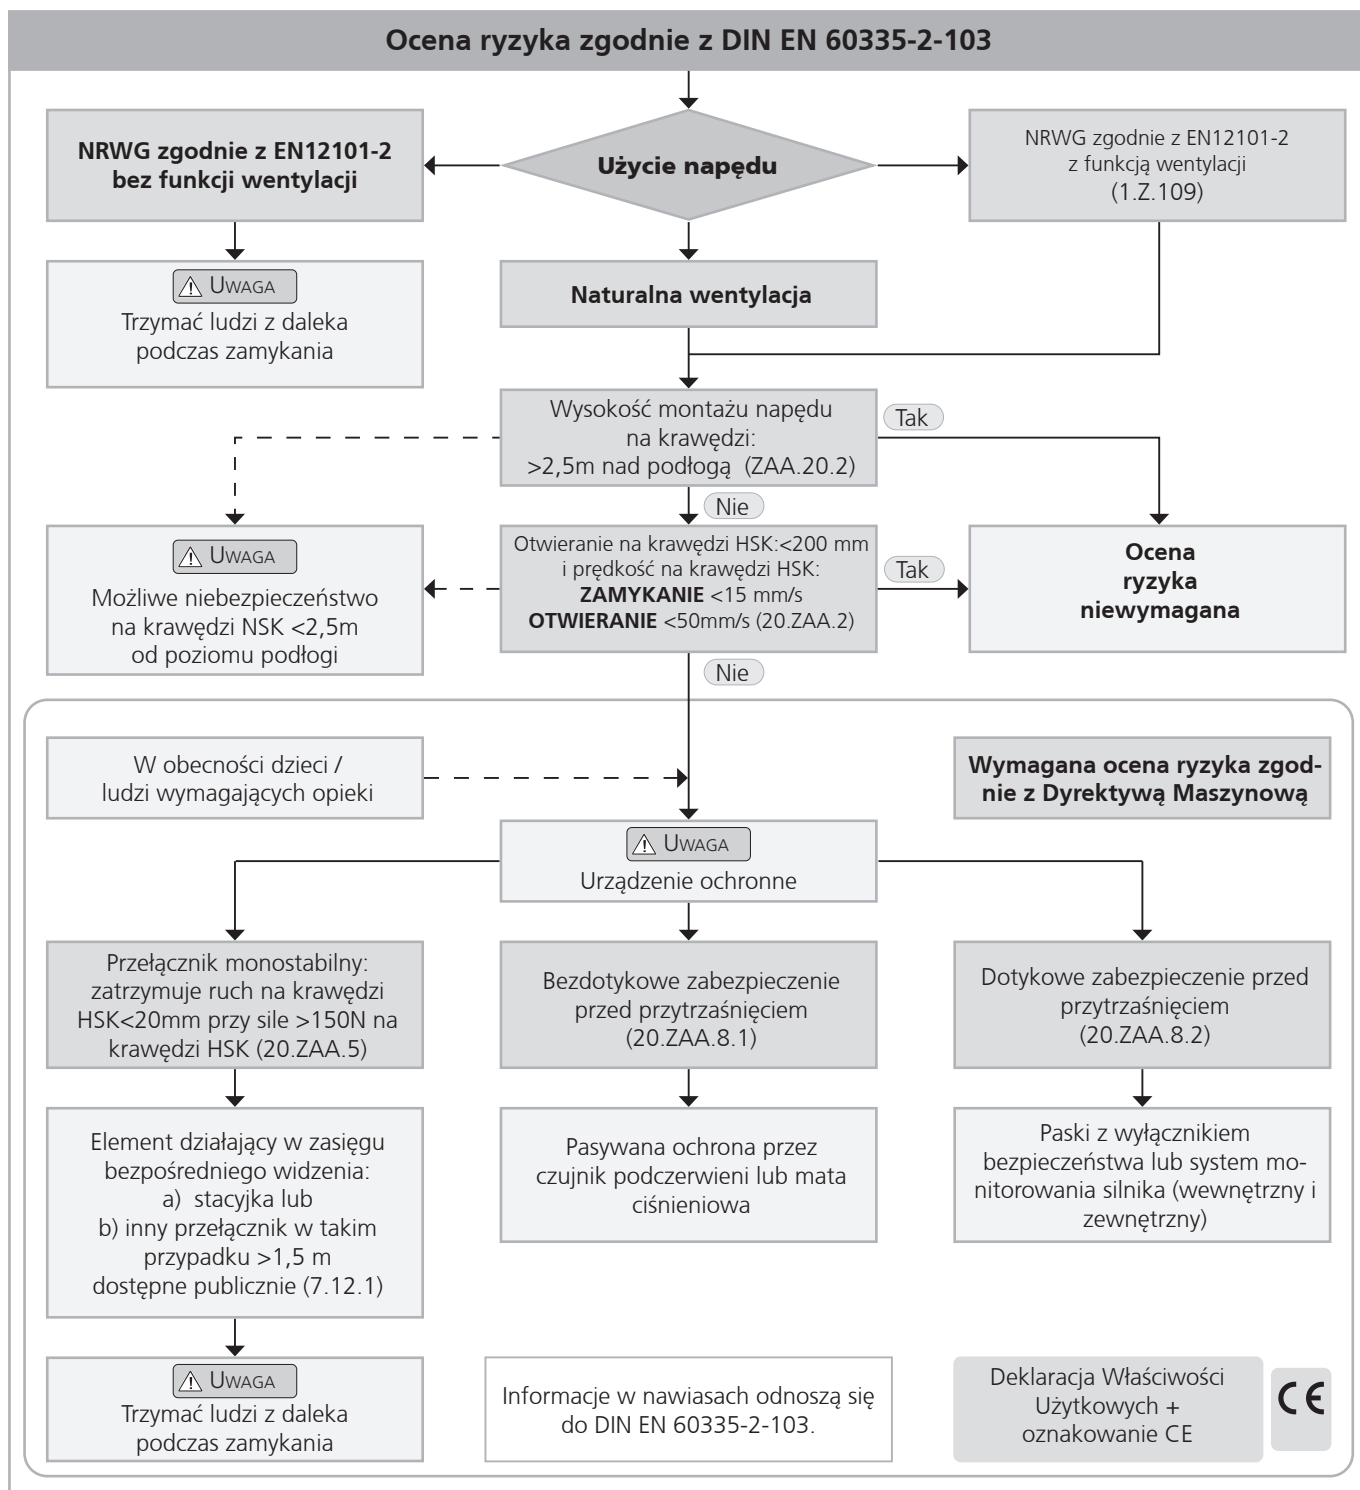 Ocena ryzyka zgodnie z DIN EN 60335-2-103
NRWG zgodnie z EN12101-2
bez funkcji wentylacji
Użycie napędu
NRWG zgodnie z EN12101-2
z funkcją wentylacji
(1.Z.109)
UWAGA
Trzymać ludzi z daleka
podczas zamykania
Naturalna wentylacja
Wysokość montażu napędu
na krawędzi:
>2,5m nad podłogą (ZAA.20.2)
Tak
Nie
UWAGA
Możliwe niebezpieczeństwo
na krawędzi NSK <2,5m
od poziomu podłogi
Otwieranie na krawędzi HSK:<200 mm
i prędkość na krawędzi HSK:
ZAMYKANIE <15 mm/s
OTWIERANIE <50mm/s (20.ZAA.2)
Tak
Ocena
ryzyka
niewymagana
Nie
W obecności dzieci /
ludzi wymagających opieki
Wymagana ocena ryzyka zgod-
nie z Dyrektywą Maszynową
UWAGA
Urządzenie ochronne
Przełącznik monostabilny:
zatrzymuje ruch na krawędzi
HSK<20mm przy sile >150N na
krawędzi HSK (20.ZAA.5)
Bezdotykowe zabezpieczenie
przed przytrzaśnięciem
(20.ZAA.8.1)
Dotykowe zabezpieczenie przed
przytrzaśnięciem
(20.ZAA.8.2)
Element działający w zasięgu
bezpośredniego widzenia:
a) stacyjka lub
b) inny przełącznik w takim
przypadku >1,5 m
dostępne publicznie (7.12.1)
Pasywana ochrona przez
czujnik podczerwieni lub mata
ciśnieniowa
Paski z wyłącznikiem
bezpieczeństwa lub system mo-
nitorowania silnika (wewnętrzny i
zewnętrzny)
UWAGA
Trzymać ludzi z daleka
podczas zamykania
Informacje w nawiasach odnoszą się
do DIN EN 60335-2-103.
Deklaracja Właściwości
Użytkowych +
oznakowanie CE
CE